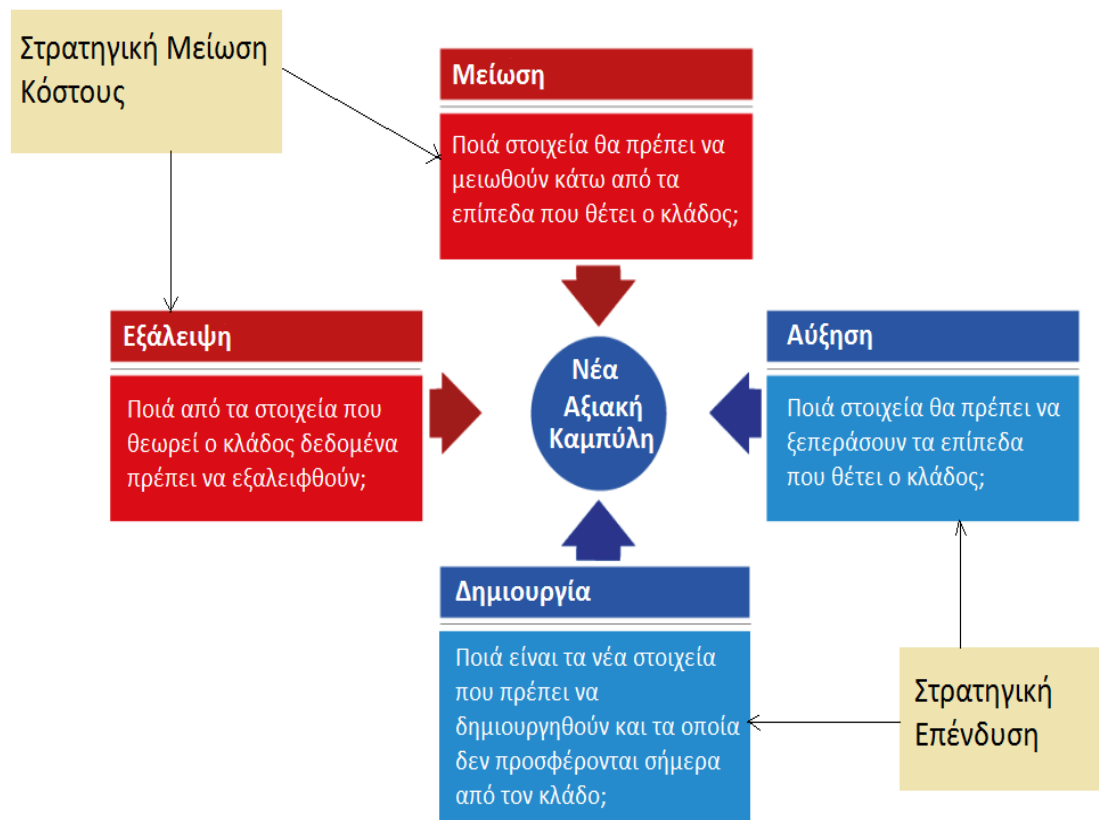 Στρατηγική Μείωση
Κόστους
Μείωση
Ποιά στοιχεία θα πρέπει να
μειωθούν κάτω από τα
επίπεδα που θέτει ο κλάδος;
Εξάλειψη
Ποιά από τα στοιχεία που
θεωρεί ο κλάδος δεδομένα
πρέπει να εξαλειφθούν;
Νέα
Αξιακή
Καμπύλη
Αύξηση
Ποιά στοιχεία θα πρέπει να
ξεπεράσουν τα επίπεδα
που θέτει ο κλάδος;
Δημιουργία
Ποιά είναι τα νέα στοιχεία
που πρέπει να
δημιουργηθούν και τα οποία
δεν προσφέρονται σήμερα
από τον κλάδο;
Στρατηγική
Επένδυση